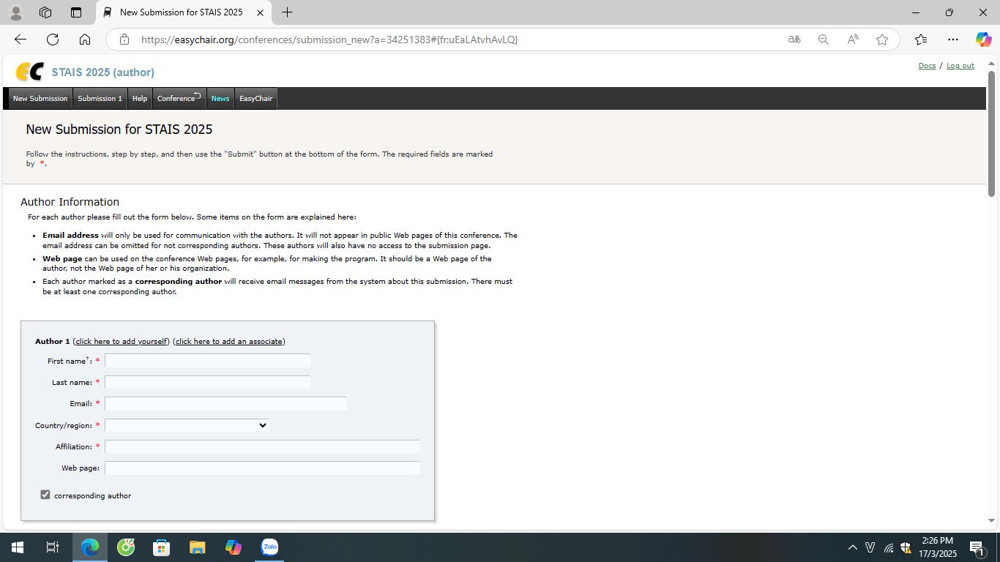 New Submission for STAIS 2025
https://easychair.org/conferences/submission_new?a=34251383#{fr:uEaLAtvhAvLQ}
EC STAIS 2025 (author)
Docs / Log out
New Submission Submission 1 Help Conference News EasyChair
New Submission for STAIS 2025
Follow the instructions, step by step, and then use the "Submit" button at the bottom of the form. The required fields are marked
by *.
Author Information
For each author please fill out the form below. Some items on the form are explained here:
• Email address will only be used for communication with the authors. It will not appear in public Web pages of this conference. The
email address can be omitted for not corresponding authors. These authors will also have no access to the submission page.
• Web page can be used on the conference Web pages, for example, for making the program. It should be a Web page of the
author, not the Web page of her or his organization.
• Each author marked as a corresponding author will receive email messages from the system about this submission. There must
be at least one corresponding author.
Author 1 (click here to add yourself) (click here to add an associate)
First name†: *
Last name: *
Email: *
Country/region: *
Affiliation: *
Web page:
corresponding author
Zalo
V
2:26 PM
17/3/2025
1